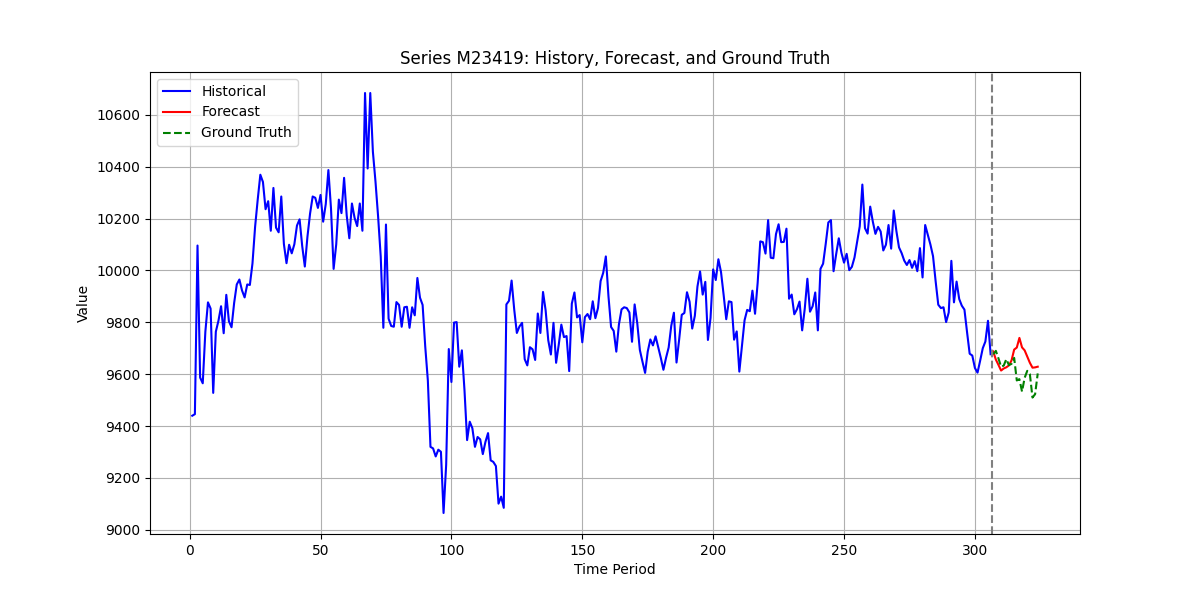 Series M23419: History, Forecast, and Ground Truth
Historical
Forecast
Ground Truth
Value
10600
10400
10200
10000
9800
9600
9400
9200
9000
0 50 100 150 200 250 300
Time Period